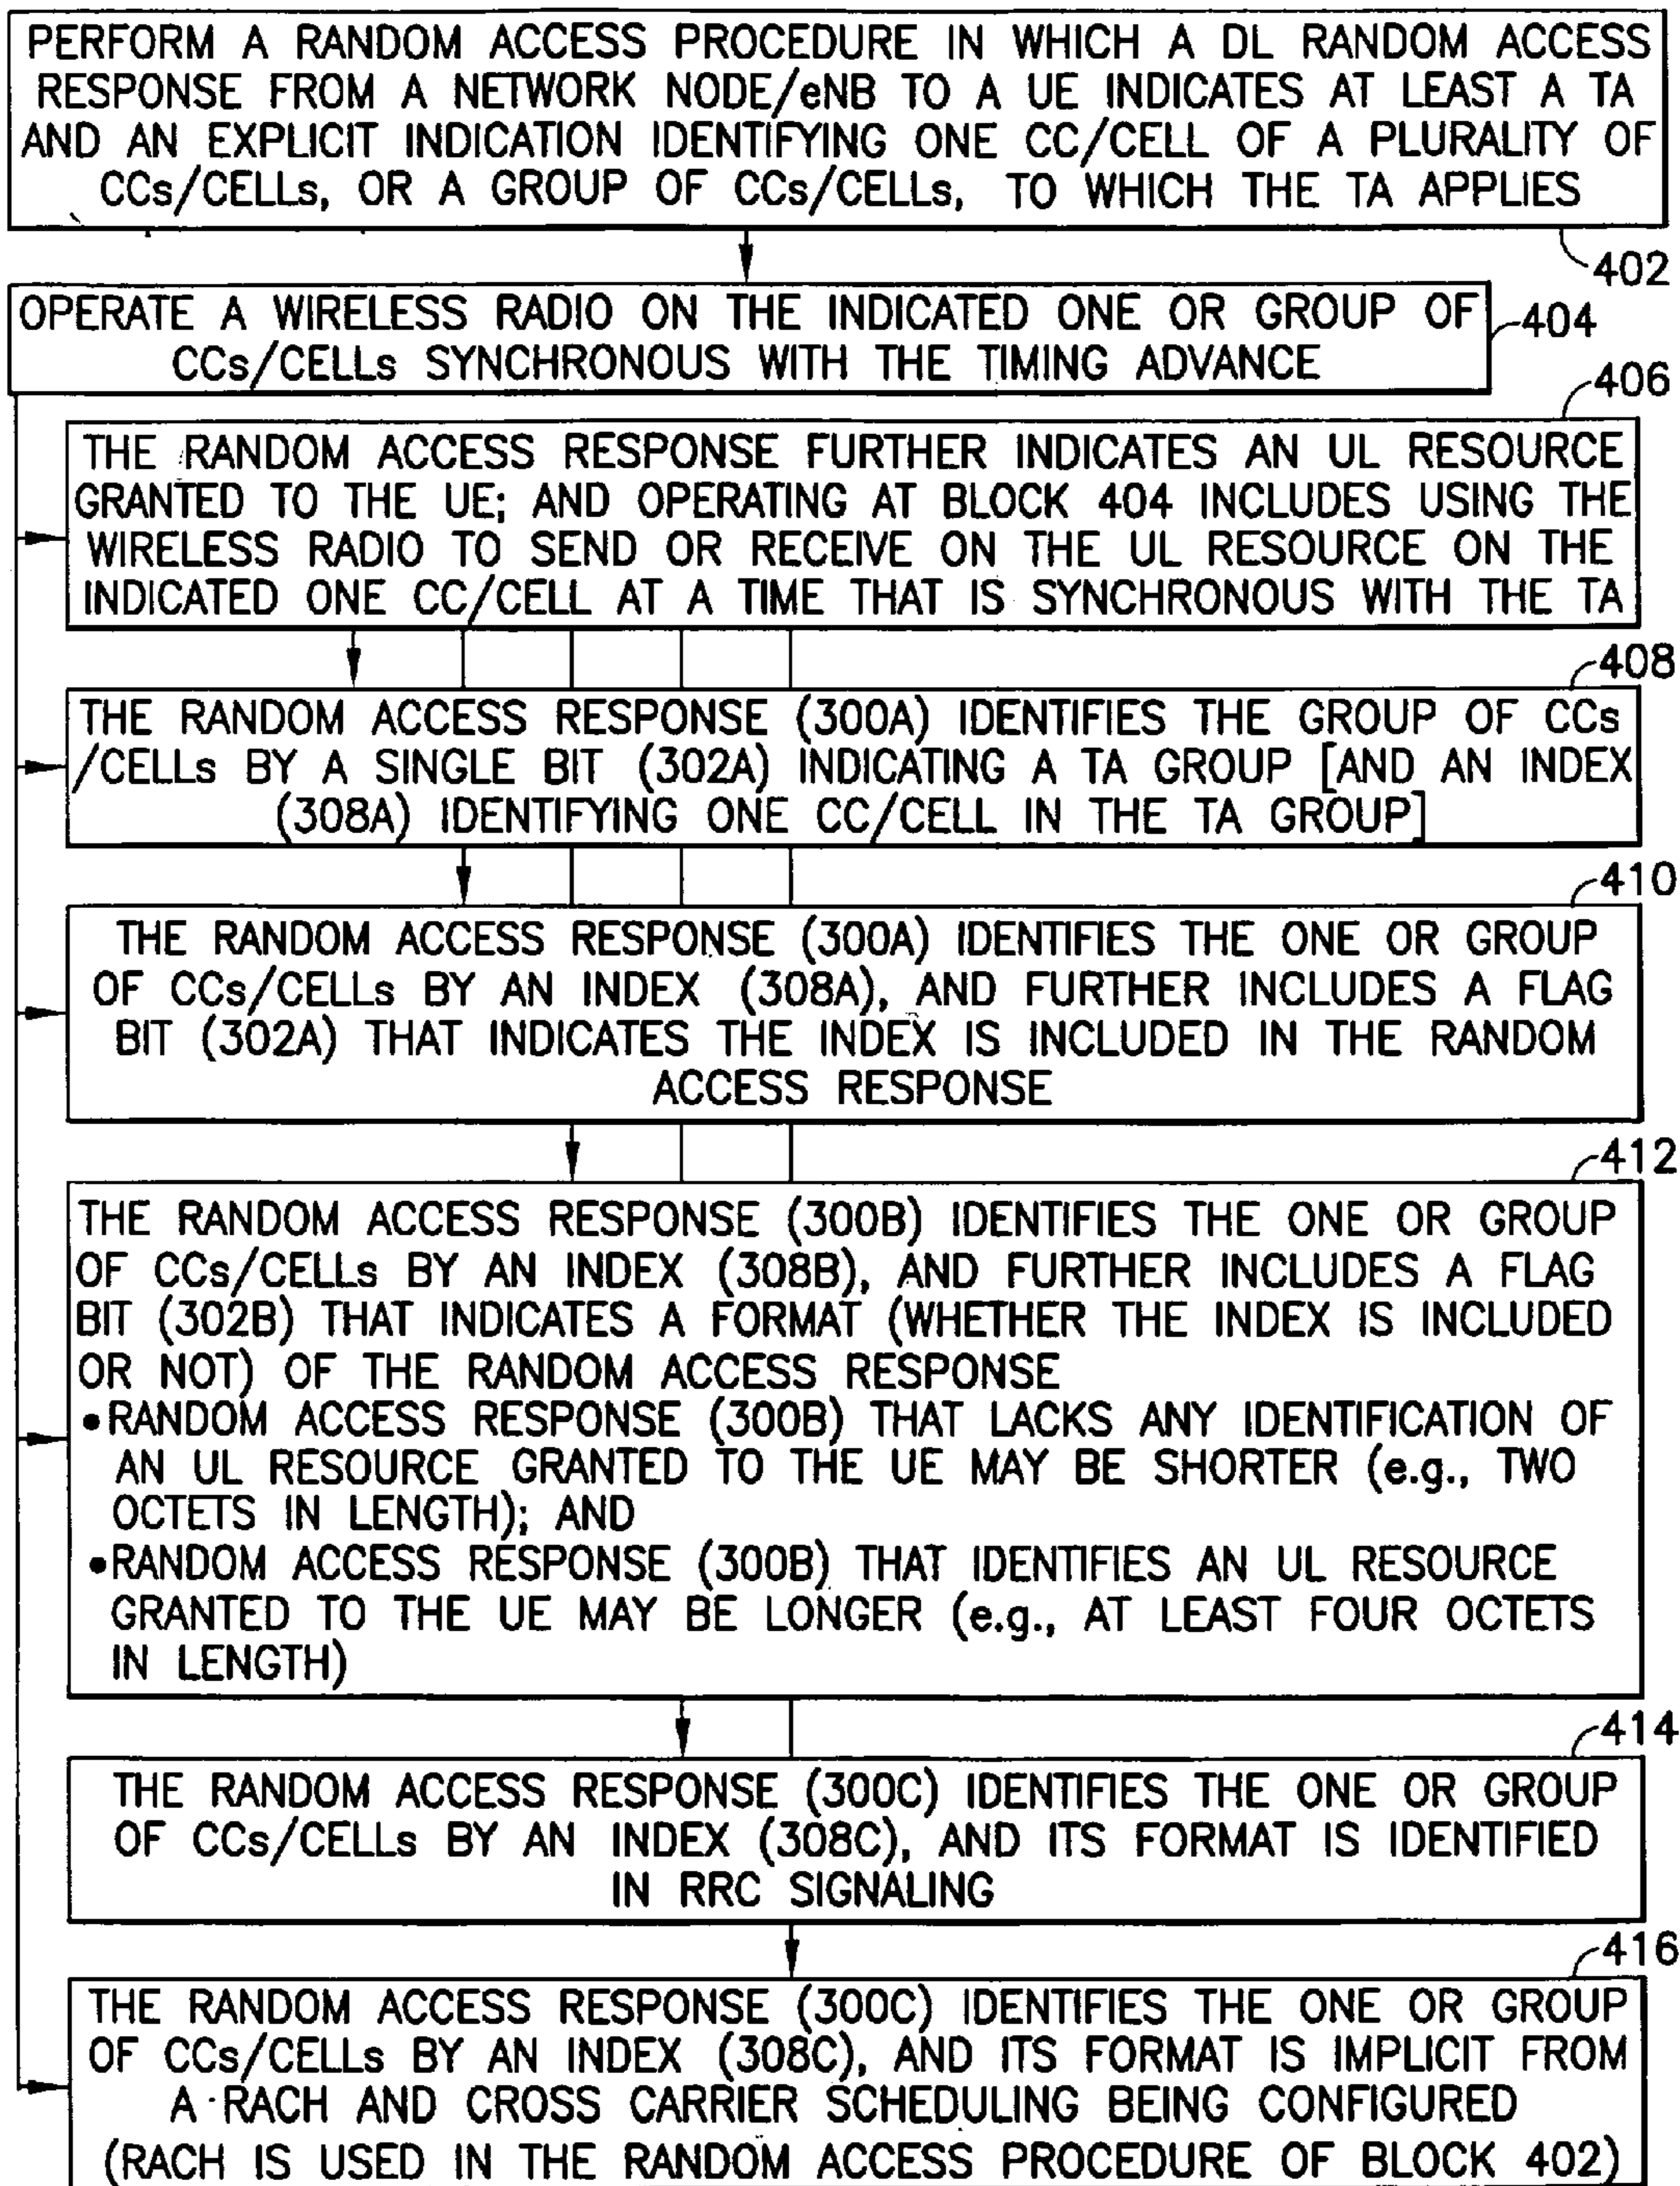 PERFORM A RANDOM ACCESS PROCEDURE IN WHICH A DL RANDOM ACCESS
RESPONSE FROM A NETWORK NODE/eNB TO A UE INDICATES AT LEAST A TA
AND AN EXPLICIT INDICATION IDENTIFYING ONE CC/CELL OF A PLURALITY OF
CCs/CELLs, OR A GROUP OF CCs/CELLs, TO WHICH THE TA APPLIES
402
OPERATE A WIRELESS RADIO ON THE INDICATED ONE OR GROUP OF
CCs/CELLs SYNCHRONOUS WITH THE TIMING ADVANCE
404
406
THE RANDOM ACCESS RESPONSE FURTHER INDICATES AN UL RESOURCE
GRANTED TO THE UE; AND OPERATING AT BLOCK 404 INCLUDES USING THE
WIRELESS RADIO TO SEND OR RECEIVE ON THE UL RESOURCE ON THE
INDICATED ONE CC/CELL AT A TIME THAT IS SYNCHRONOUS WITH THE TA
408
THE RANDOM ACCESS RESPONSE (300A) IDENTIFIES THE GROUP OF CCs
/CELLs BY A SINGLE BIT (302A) INDICATING A TA GROUP [AND AN INDEX
(308A) IDENTIFYING ONE CC/CELL IN THE TA GROUP]
410
THE RANDOM ACCESS RESPONSE (300A) IDENTIFIES THE ONE OR GROUP
OF CCs/CELLs BY AN INDEX (308A), AND FURTHER INCLUDES A FLAG
BIT (302A) THAT INDICATES THE INDEX IS INCLUDED IN THE RANDOM
ACCESS RESPONSE
412
THE RANDOM ACCESS RESPONSE (300B) IDENTIFIES THE ONE OR GROUP
OF CCs/CELLs BY AN INDEX (308B), AND FURTHER INCLUDES A FLAG
BIT (302B) THAT INDICATES A FORMAT (WHETHER THE INDEX IS INCLUDED
OR NOT) OF THE RANDOM ACCESS RESPONSE
•RANDOM ACCESS RESPONSE (300B) THAT LACKS ANY IDENTIFICATION OF
AN UL RESOURCE GRANTED TO THE UE MAY BE SHORTER (e.g., TWO
OCTETS IN LENGTH); AND
•RANDOM ACCESS RESPONSE (300B) THAT IDENTIFIES AN UL RESOURCE
GRANTED TO THE UE MAY BE LONGER (e.g., AT LEAST FOUR OCTETS
IN LENGTH)
414
THE RANDOM ACCESS RESPONSE (300C) IDENTIFIES THE ONE OR GROUP
OF CCs/CELLs BY AN INDEX (308C), AND ITS FORMAT IS IDENTIFIED
IN RRC SIGNALING
416
THE RANDOM ACCESS RESPONSE (300C) IDENTIFIES THE ONE OR GROUP
OF CCs/CELLs BY AN INDEX (308C), AND ITS FORMAT IS IMPLICIT FROM
A RACH AND CROSS CARRIER SCHEDULING BEING CONFIGURED
(RACH IS USED IN THE RANDOM ACCESS PROCEDURE OF BLOCK 402)